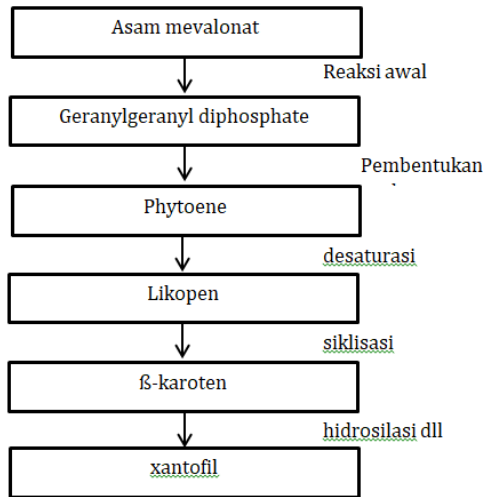 Asam mevalonat
Reaksi awal
Geranylgeranyl diphosphate
Pembentukan
Phytoene
desaturasi
Likopen
siklisasi
ß-karoten
hidrosilasi dll
xantofil